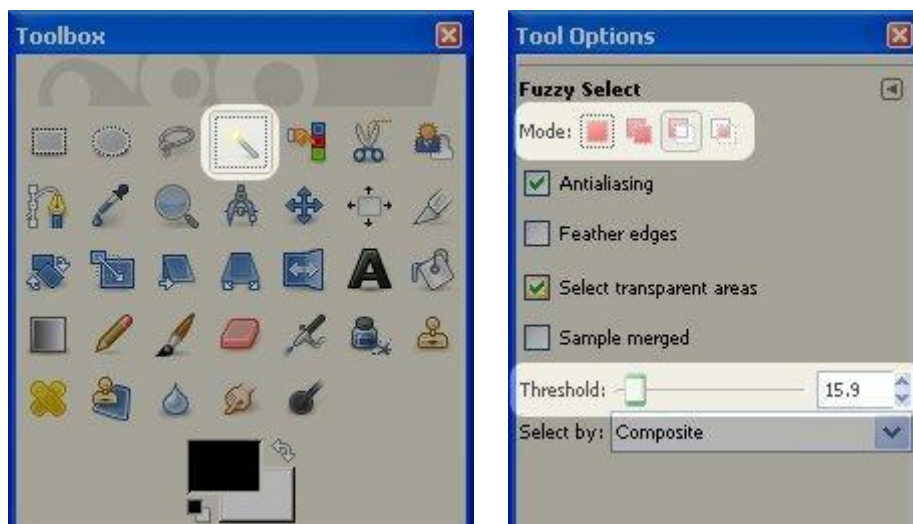 Toolbox
Tool Options
Fuzzy Select
Mode:
Antialiasing
Feather edges
Select transparent areas
Sample merged
Threshold: 15.9
Select by: Composite